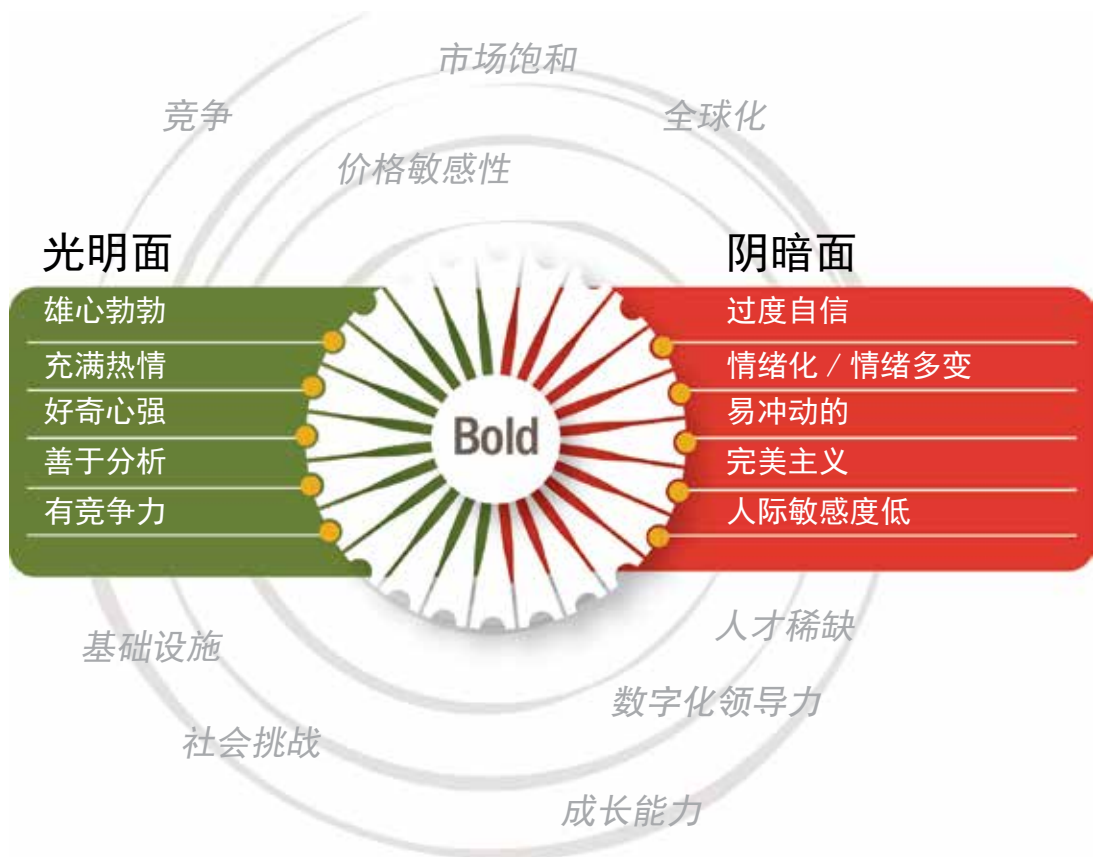 市场饱和
竞争
全球化
价格敏感性
光明面
雄心勃勃
充满热情
好奇心强
善于分析
有竞争力
Bold
阴暗面
过度自信
情绪化 / 情绪多变
易冲动的
完美主义
人际敏感度低
人才稀缺
基础设施
数字化领导力
社会挑战
成长能力